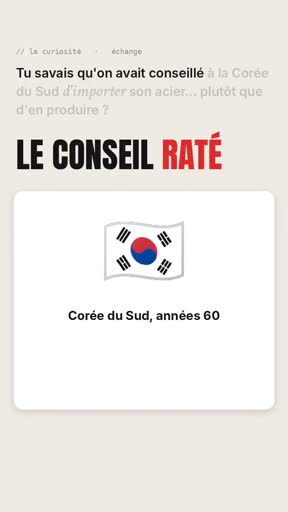 // la curiosité · échange
Tu savais qu'on avait conseillé à la Corée
du Sud d'importer son acier... plutôt que
d'en produire ?
LE CONSEIL RATÉ
Corée du Sud, années 60